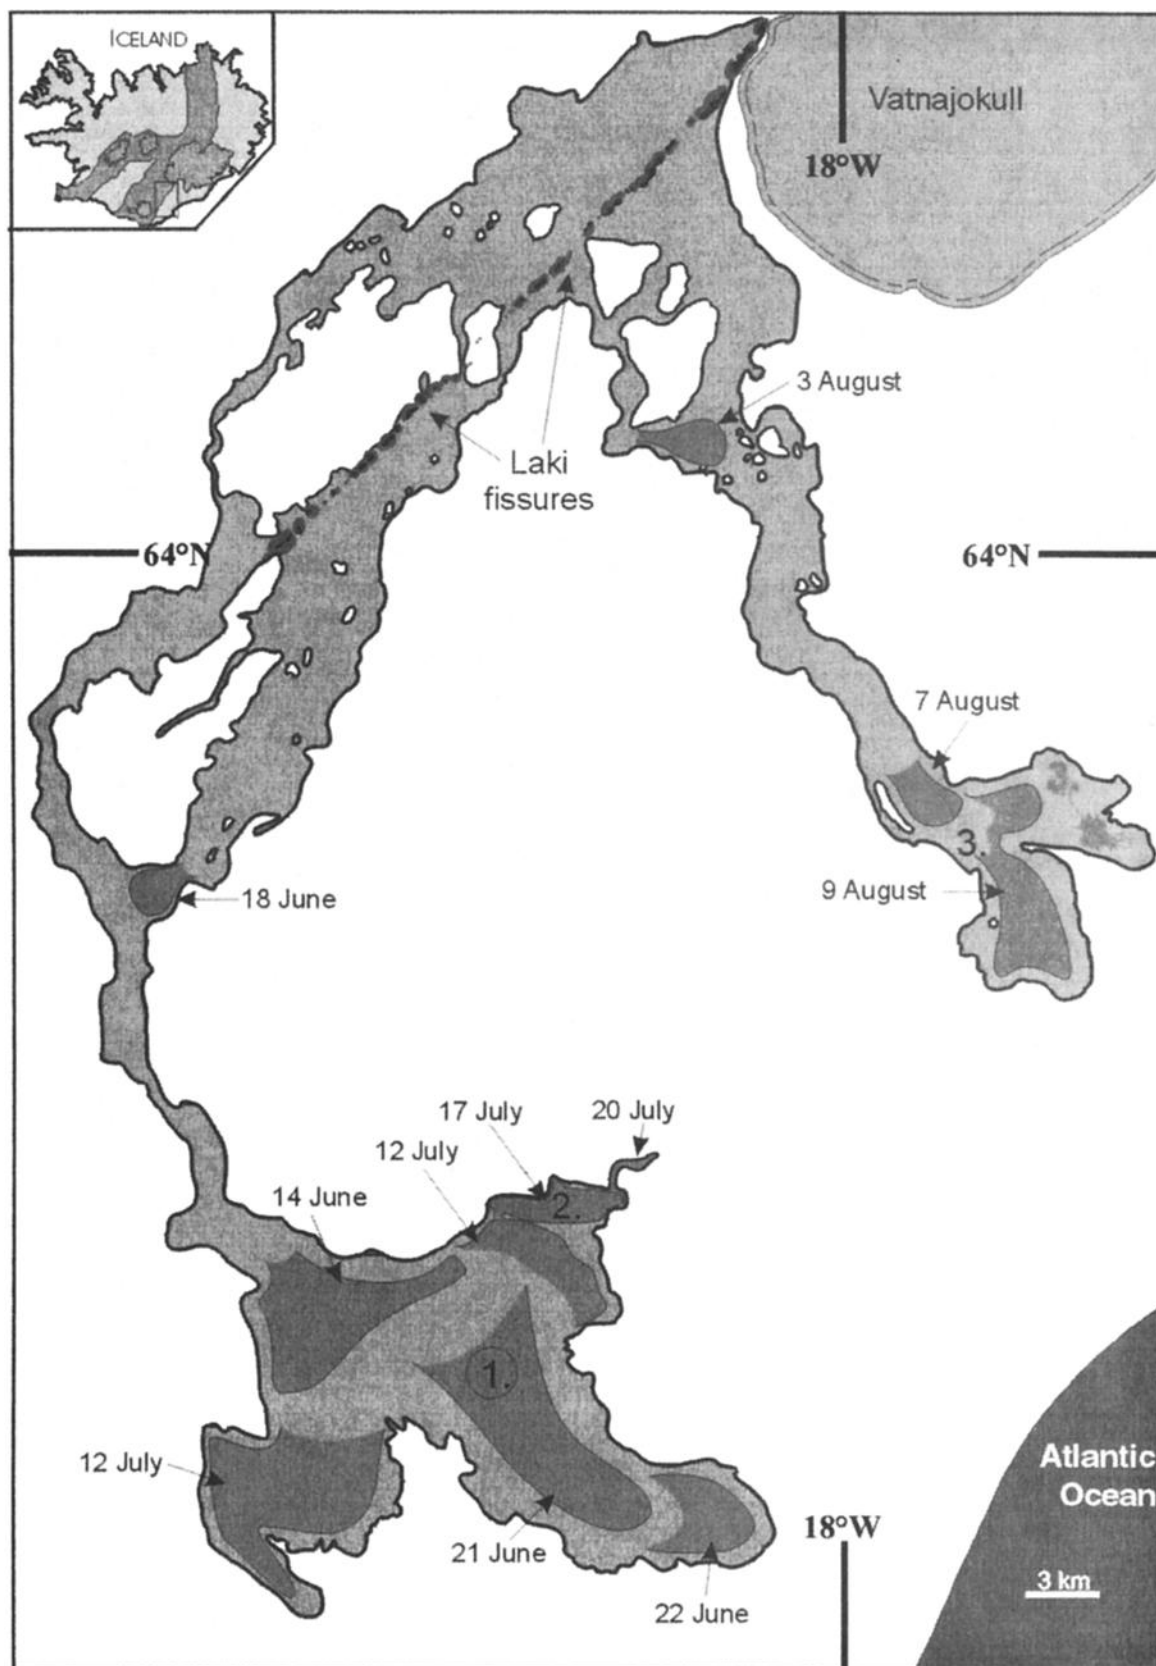 ICELAND
Vatnajokull
18°W
3 August
Laki
fissures
64°N
64°N
7 August
3.
3.
9 August
18 June
17 July
20 July
12 July
14 June
2.
1.
12 July
21 June
22 June
18°W
Atlantic
Ocean
3 km